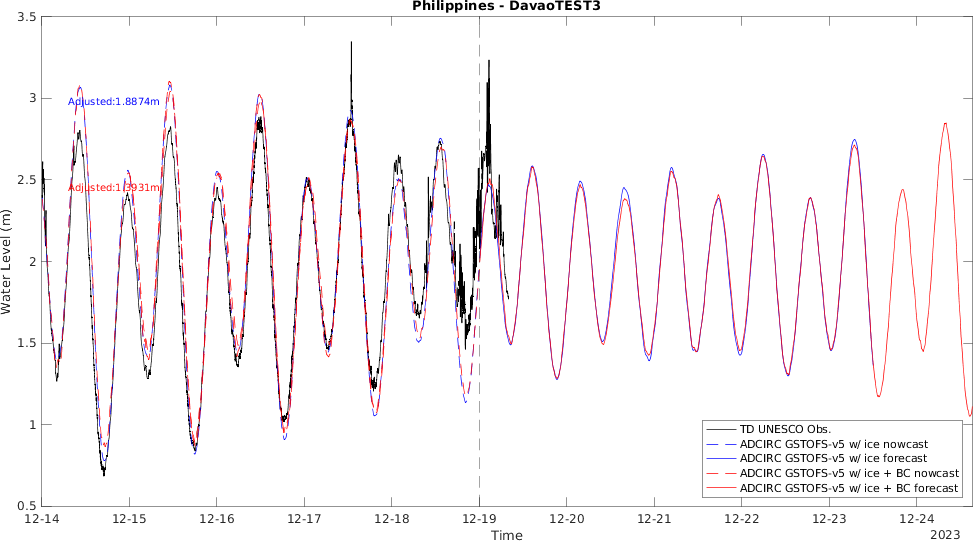 Philippines - DavaoTEST3
3.5
3
2.5
2
1.5
1
0.5
Water Level (m)
Adjusted:1.8874m
Adjusted:1.3931m
TD UNESCO Obs.
ADCIRC GSTOFS-v5 w/ ice nowcast
ADCIRC GSTOFS-v5 w/ ice forecast
ADCIRC GSTOFS-v5 w/ ice + BC nowcast
ADCIRC GSTOFS-v5 w/ ice + BC forecast
12-14 12-15 12-16 12-17 12-18 12-19 12-20 12-21 12-22 12-23 12-24
Time
2023